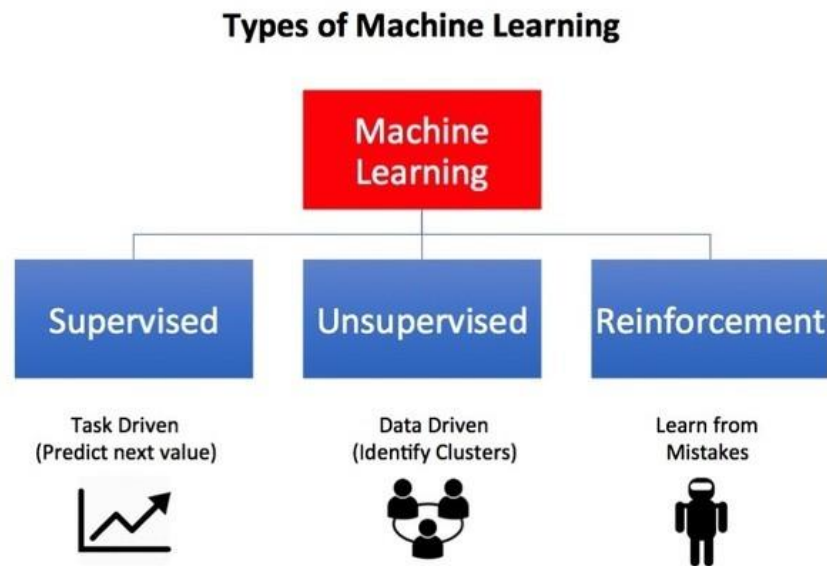 Types of Machine Learning
Machine
Learning
Supervised
Unsupervised
Reinforcement
Task Driven
(Predict next value)
Data Driven
(Identify Clusters)
Learn from
Mistakes